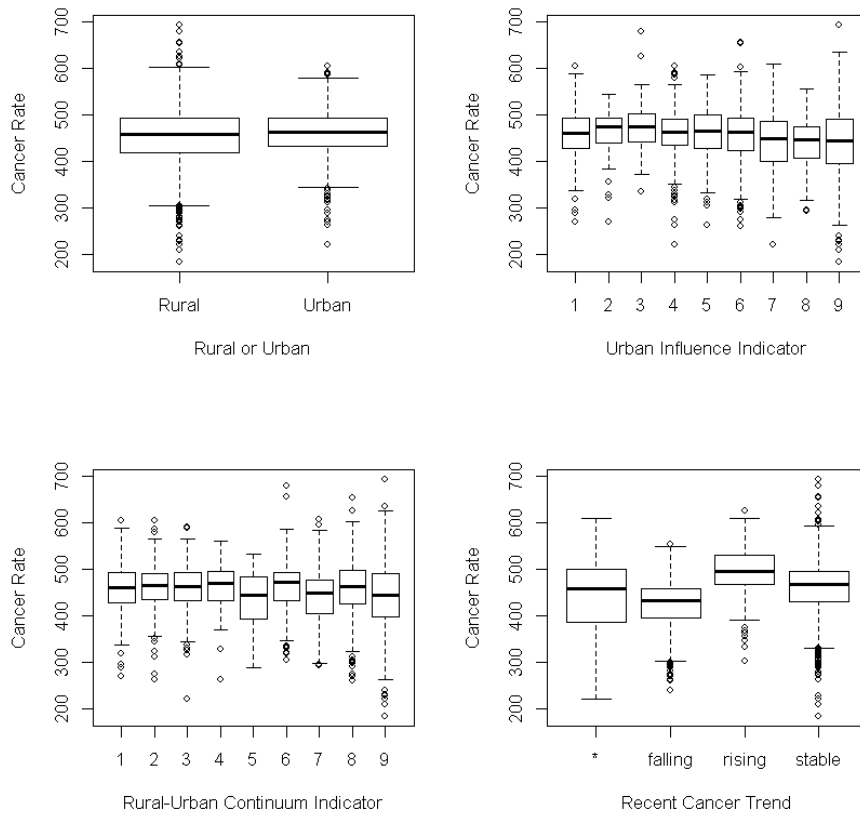 Cancer Rate
700
600
500
400
300
200
Rural Urban
Rural or Urban
Cancer Rate
700
600
500
400
300
200
1 2 3 4 5 6 7 8 9
Urban Influence Indicator
Cancer Rate
700
600
500
400
300
200
1 2 3 4 5 6 7 8 9
Rural-Urban Continuum Indicator
Cancer Rate
700
600
500
400
300
200
* falling rising stable
Recent Cancer Trend